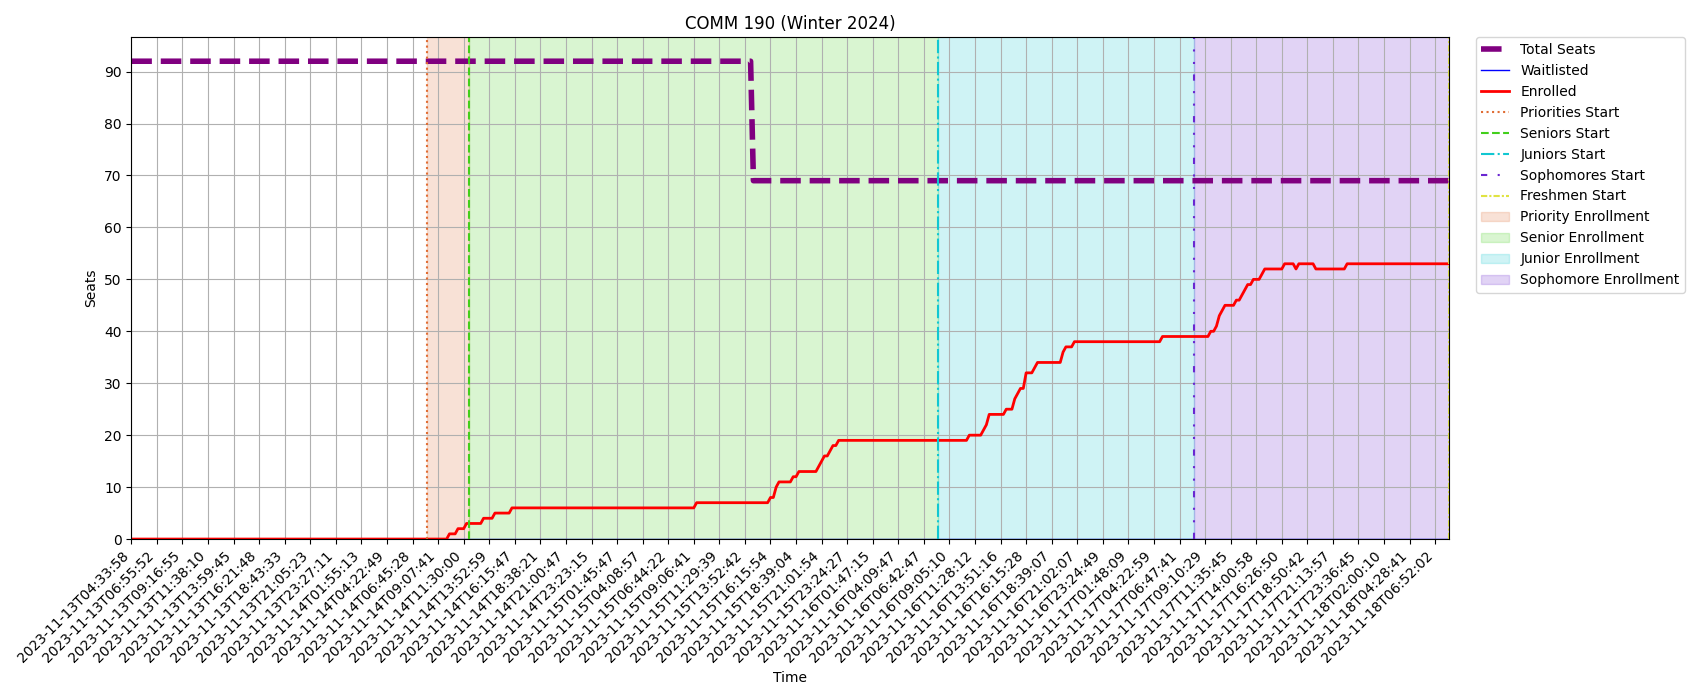 COMM 190 (Winter 2024)
Seats
90
80
70
60
50
40
30
20
10
0
2023-11-13T04:33:58
2023-11-13T06:55:52
2023-11-13T09:16:55
2023-11-13T11:38:10
2023-11-13T13:59:45
2023-11-13T16:21:48
2023-11-13T18:43:33
2023-11-13T21:05:23
2023-11-13T23:27:11
2023-11-14T01:55:13
2023-11-14T04:22:49
2023-11-14T06:45:28
2023-11-14T09:07:41
2023-11-14T11:30:00
2023-11-14T13:52:59
2023-11-14T16:15:47
2023-11-14T18:38:21
2023-11-14T21:00:47
2023-11-14T23:23:15
2023-11-15T01:45:47
2023-11-15T04:08:57
2023-11-15T06:44:22
2023-11-15T09:06:41
2023-11-15T11:29:39
2023-11-15T13:52:42
2023-11-15T16:15:54
2023-11-15T18:39:04
2023-11-15T21:01:54
2023-11-15T23:24:27
2023-11-16T01:47:15
2023-11-16T04:09:47
2023-11-16T06:42:47
2023-11-16T09:05:10
2023-11-16T11:28:12
2023-11-16T13:51:16
2023-11-16T16:15:28
2023-11-16T18:39:07
2023-11-16T21:02:07
2023-11-16T23:24:49
2023-11-17T01:48:09
2023-11-17T04:22:59
2023-11-17T06:47:41
2023-11-17T09:10:29
2023-11-17T11:35:45
2023-11-17T14:00:58
2023-11-17T16:26:50
2023-11-17T18:50:42
2023-11-17T21:13:57
2023-11-17T23:36:45
2023-11-18T02:00:10
2023-11-18T04:28:41
2023-11-18T06:52:02
Time
Total Seats
Waitlisted
Enrolled
Priorities Start
Seniors Start
Juniors Start
Sophomores Start
Freshmen Start
Priority Enrollment
Senior Enrollment
Junior Enrollment
Sophomore Enrollment